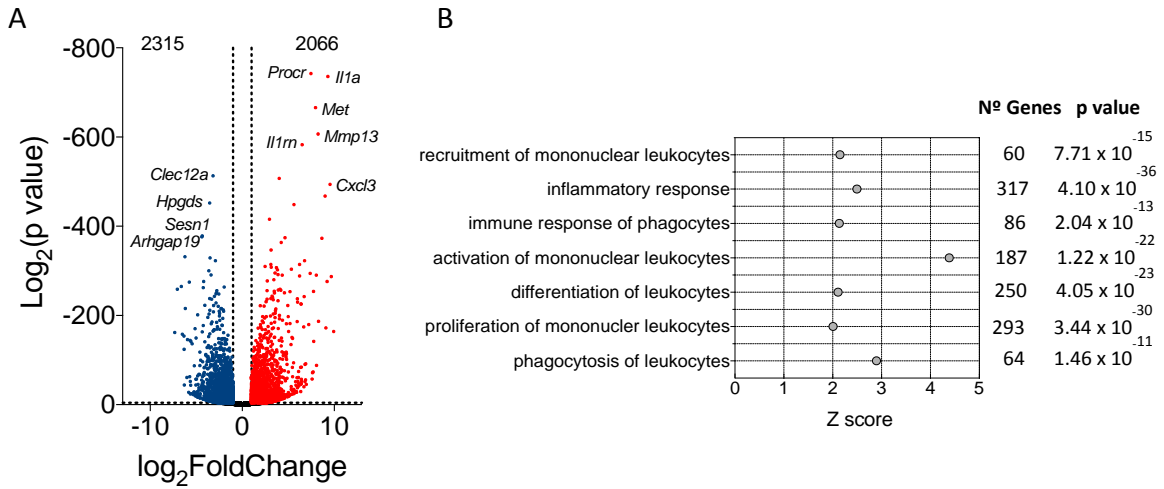 A
2315 2066
-800
-600
-400
-200
0
Log2(p value)
Procr
Il1a
Met
Mmp13
Il1rn
Cxcl3
Clec12a
Hpgds
Sesn1
Arhgap19
-10 0 10
log2FoldChange
B
Nº Genes p value
recruitment of mononuclear leukocytes 60 7.71 x 10-15
inflammatory response 317 4.10 x 10-36
immune response of phagocytes 86 2.04 x 10-13
activation of mononuclear leukocytes 187 1.22 x 10-22
differentiation of leukocytes 250 4.05 x 10-23
proliferation of mononucler leukocytes 293 3.44 x 10-30
phagocytosis of leukocytes 64 1.46 x 10-11
0 1 2 3 4 5
Z score